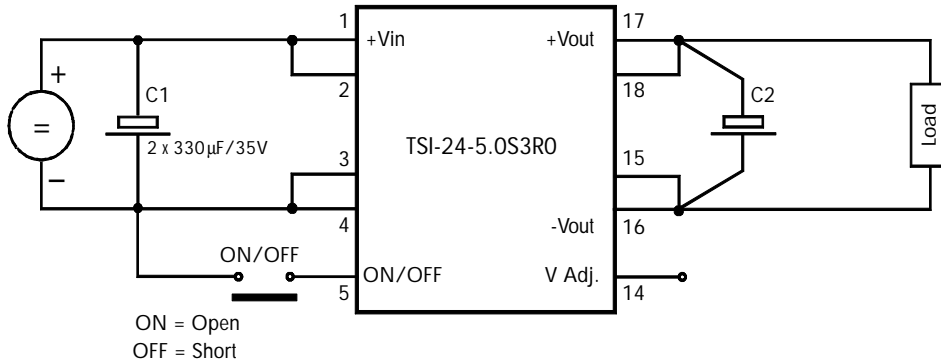 1
17
+Vin
+Vout
+
2
18
C1
C2
=
2 x 330µF/35V
TSI-24-5.0S3R0
Load
3
15
−
4
16
-Vout
ON/OFF
ON/OFF
V Adj.
5
14
ON = Open
OFF = Short